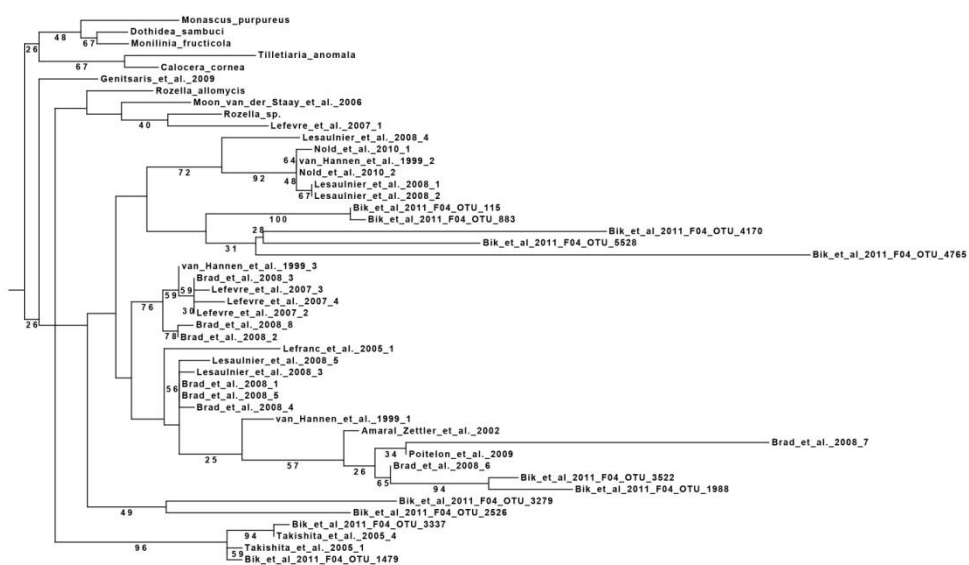 Monascus_purpureus
48
Dothidea_sambuci
26
67
Monilinia_fructicola
Tilletiaria_anomala
67
Calocera_cornea
Genitsaris_et_al._2009
Rozella_allomycis
Moon_van_der_Staay_et_al._2006
Rozella_sp.
40
Lefevre_et_al._2007_1
Lesaulnier_et_al._2008_4
Nold_et_al._2010_1
64
van_Hannen_et_al._1999_2
72
Nold_et_al._2010_2
92
48
Lesaulnier_et_al._2008_1
67
Lesaulnier_et_al._2008_2
Bik_et_al_2011_F04_OTU_115
100
Bik_et_al_2011_F04_OTU_883
28
Bik_et_al_2011_F04_OTU_4170
Bik_et_al_2011_F04_OTU_5528
31
Bik_et_al_2011_F04_OTU_4765
van_Hannen_et_al._1999_3
Brad_et_al._2008_3
59
59
Lefevre_et_al._2007_3
76
Lefevre_et_al._2007_4
30
Lefevre_et_al._2007_2
26
Brad_et_al._2008_8
78
Brad_et_al._2008_2
Lefranc_et_al._2005_1
Lesaulnier_et_al._2008_5
Lesaulnier_et_al._2008_3
56
Brad_et_al._2008_1
Brad_et_al._2008_5
Brad_et_al._2008_4
van_Hannen_et_al._1999_1
Amaral_Zettler_et_al._2002
25
Brad_et_al._2008_7
57
34
Poitelon_et_al._2009
26
Brad_et_al._2008_6
65
Bik_et_al_2011_F04_OTU_3522
94
Bik_et_al_2011_F04_OTU_1988
Bik_et_al_2011_F04_OTU_3279
49
Bik_et_al_2011_F04_OTU_2526
Bik_et_al_2011_F04_OTU_3337
94
Takishita_et_al._2005_4
96
Takishita_et_al._2005_1
59
Bik_et_al_2011_F04_OTU_1479